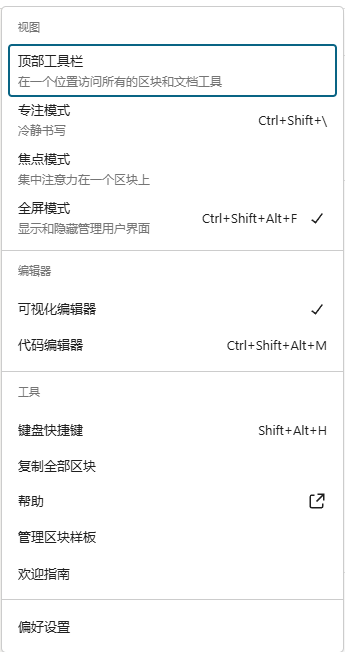 视图
顶部工具栏
在一个位置访问所有的区块和文档工具
专注模式
冷静书写
Ctrl+Shift+\
焦点模式
集中注意力在一个区块上
全屏模式
显示和隐藏管理用户界面
Ctrl+Shift+Alt+F
编辑器
可视化编辑器
代码编辑器 Ctrl+Shift+Alt+M
工具
键盘快捷键 Shift+Alt+H
复制全部区块
帮助
管理区块样板
欢迎指南
偏好设置